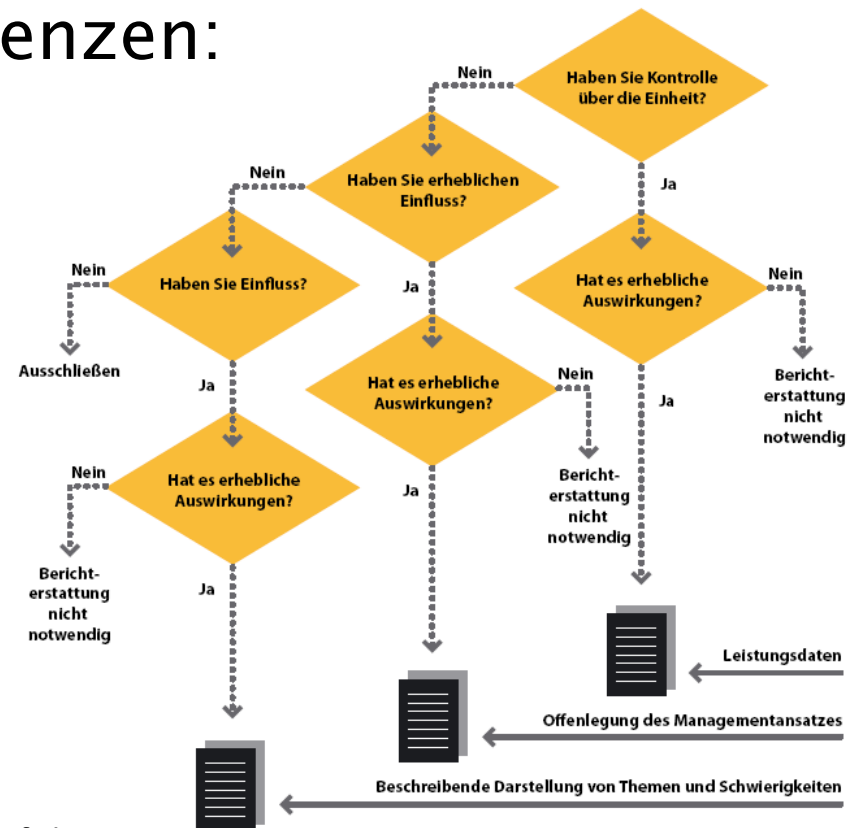 enzen:
Haben Sie Kontrolle
über die Einheit?
Nein
Ja
Haben Sie erheblichen
Einfluss?
Nein
Ja
Haben Sie Einfluss?
Nein
Ausschließen
Ja
Hat es erhebliche
Auswirkungen?
Nein
Bericht-
erstattung
nicht
notwendig
Ja
Hat es erhebliche
Auswirkungen?
Nein
Bericht-
erstattung
nicht
notwendig
Ja
Hat es erhebliche
Auswirkungen?
Nein
Bericht-
erstattung
nicht
notwendig
Ja
Leistungsdaten
Offenlegung des Managementansatzes
Beschreibende Darstellung von Themen und Schwierigkeiten